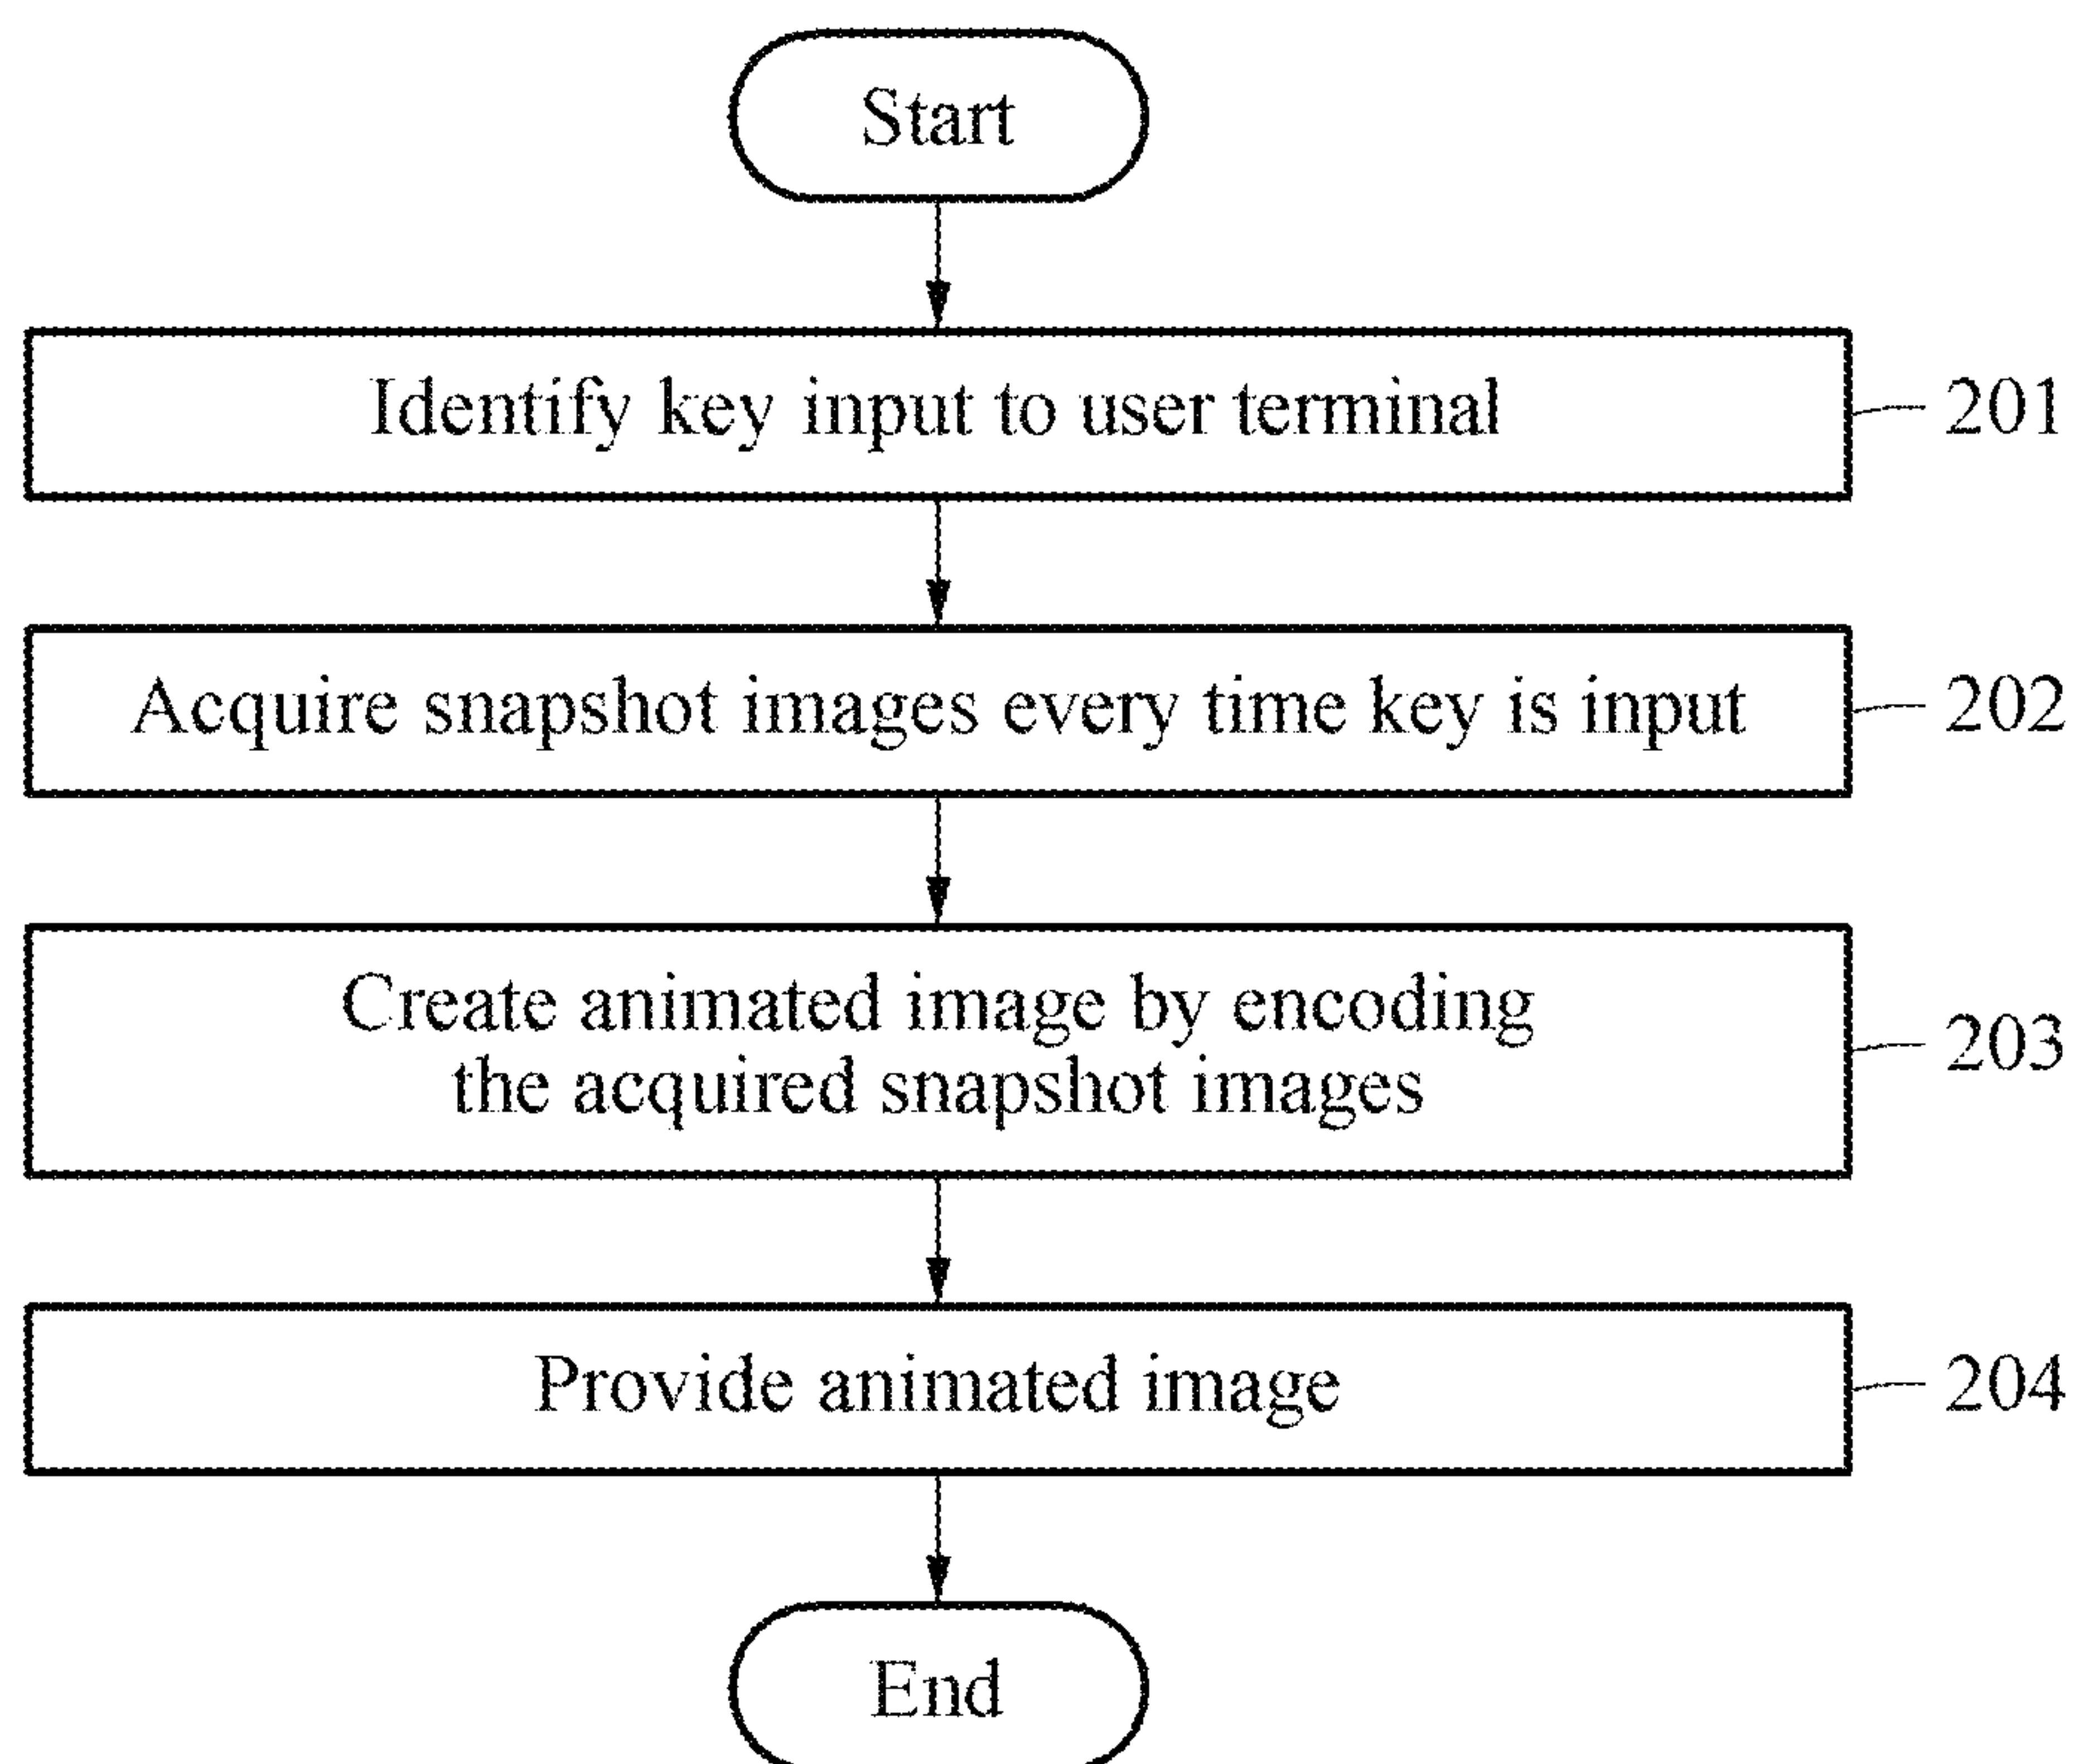 Start
Identify key input to user terminal
201
Acquire snapshot images every time key is input
202
Create animated image by encoding
the acquired snapshot images
203
Provide animated image
204
End